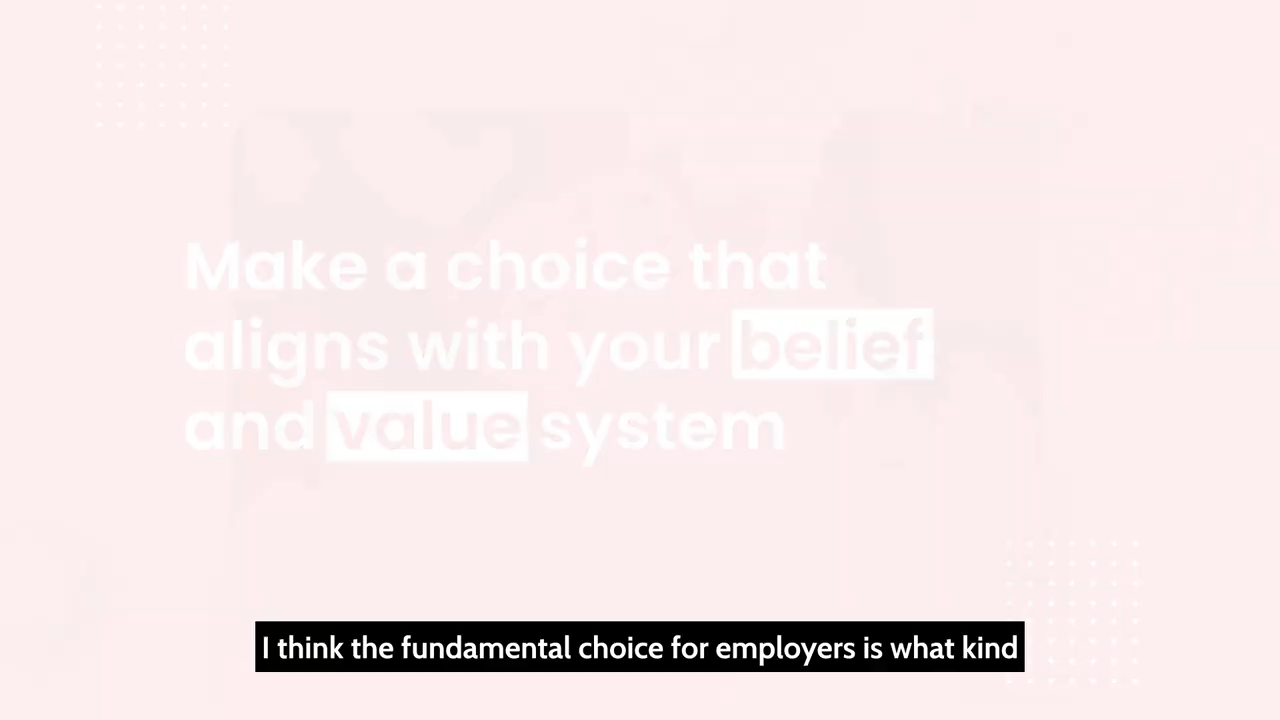 Make a choice that
aligns with your belief
and value system
I think the fundamental choice for employers is what kind